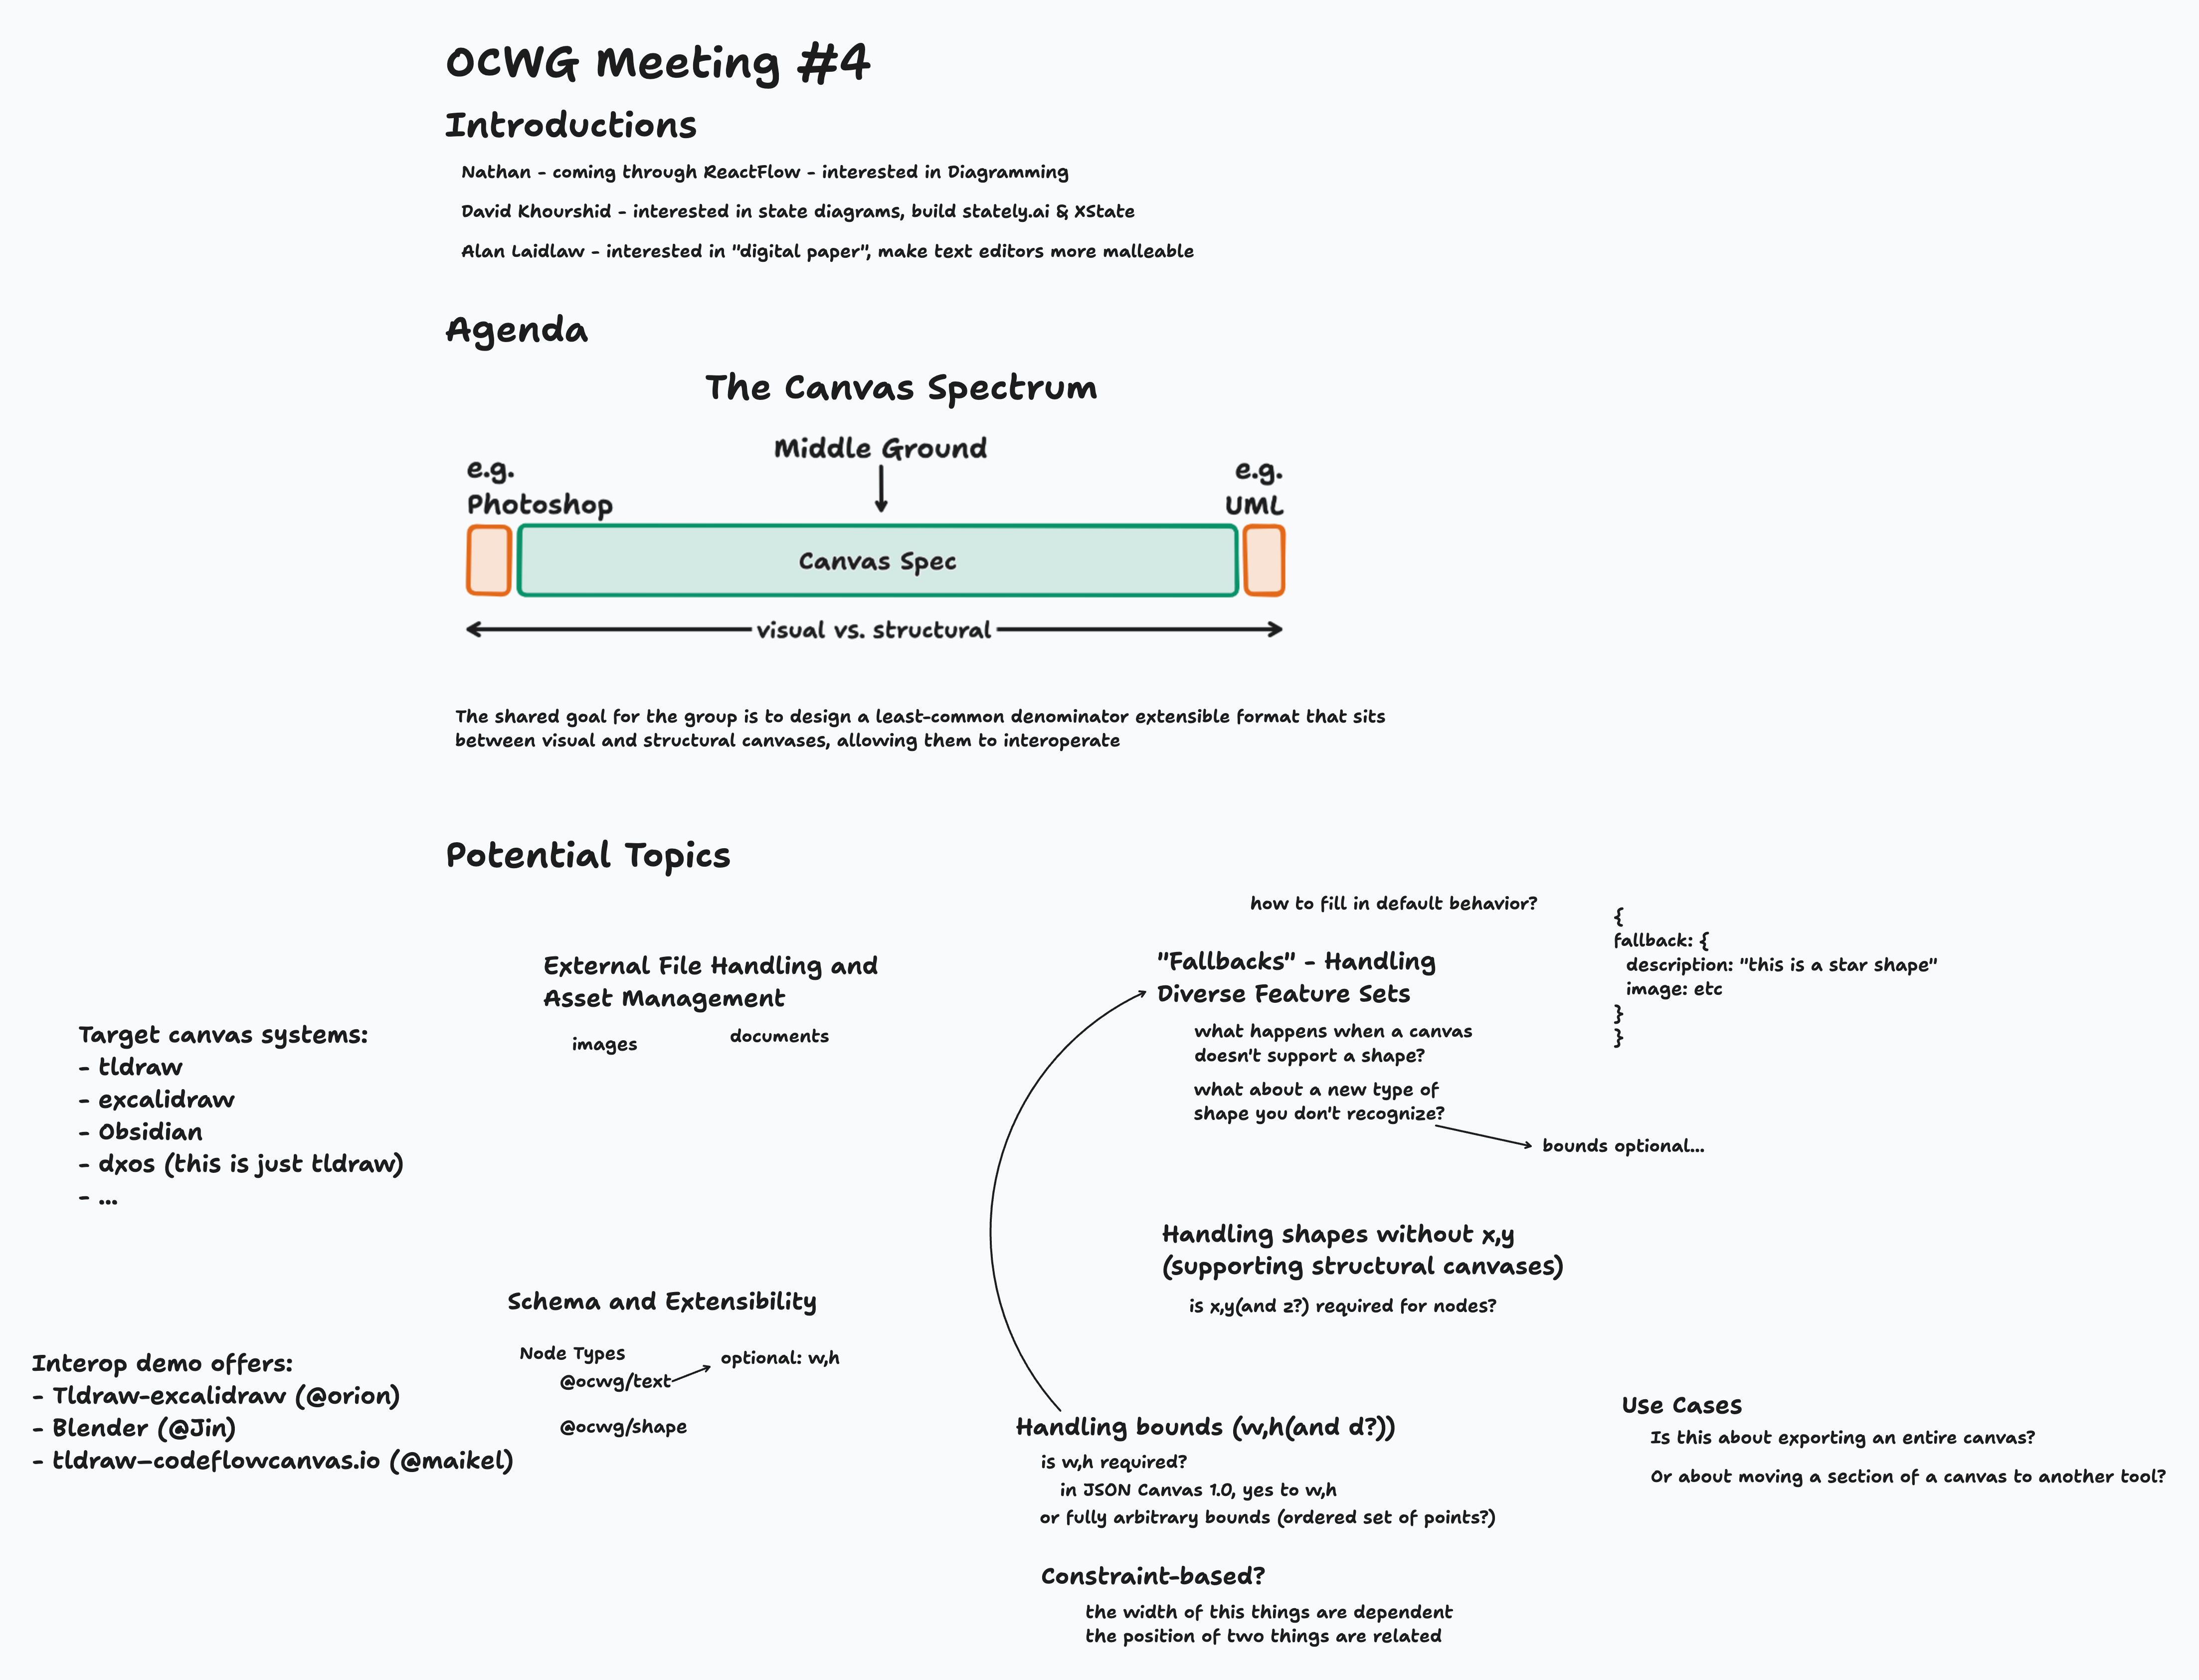 OCWG Meeting #4
Introductions
Nathan - coming through ReactFlow - interested in Diagramming
David Khourshid - interested in state diagrams, build stately.ai & XState
Alan Laidlaw - interested in "digital paper", make text editors more malleable
Agenda
The Canvas Spectrum
Middle Ground
e.g.
Photoshop
e.g.
UML
Canvas Spec
visual vs. structural
The shared goal for the group is to design a least-common denominator extensible format that sits
between visual and structural canvases, allowing them to interoperate
Potential Topics
Target canvas systems:
- tldraw
- excalidraw
- Obsidian
- dxos (this is just tldraw)
- ...
External File Handling and
Asset Management
images
documents
how to fill in default behavior?
"Fallbacks" - Handling
Diverse Feature Sets
what happens when a canvas
doesn't support a shape?
what about a new type of
shape you don't recognize?
bounds optional...
{
fallback: {
description: "this is a star shape"
image: etc
}
}
Handling shapes without x,y
(supporting structural canvases)
is x,y(and z?) required for nodes?
Interop demo offers:
- Tldraw-excalidraw (@orion)
- Blender (@Jin)
- tldraw–codeflowcanvas.io (@maikel)
Schema and Extensibility
Node Types
@ocwg/text
optional: w,h
@ocwg/shape
Handling bounds (w,h(and d?))
is w,h required?
in JSON Canvas 1.0, yes to w,h
or fully arbitrary bounds (ordered set of points?)
Constraint-based?
the width of this things are dependent
the position of two things are related
Use Cases
Is this about exporting an entire canvas?
Or about moving a section of a canvas to another tool?